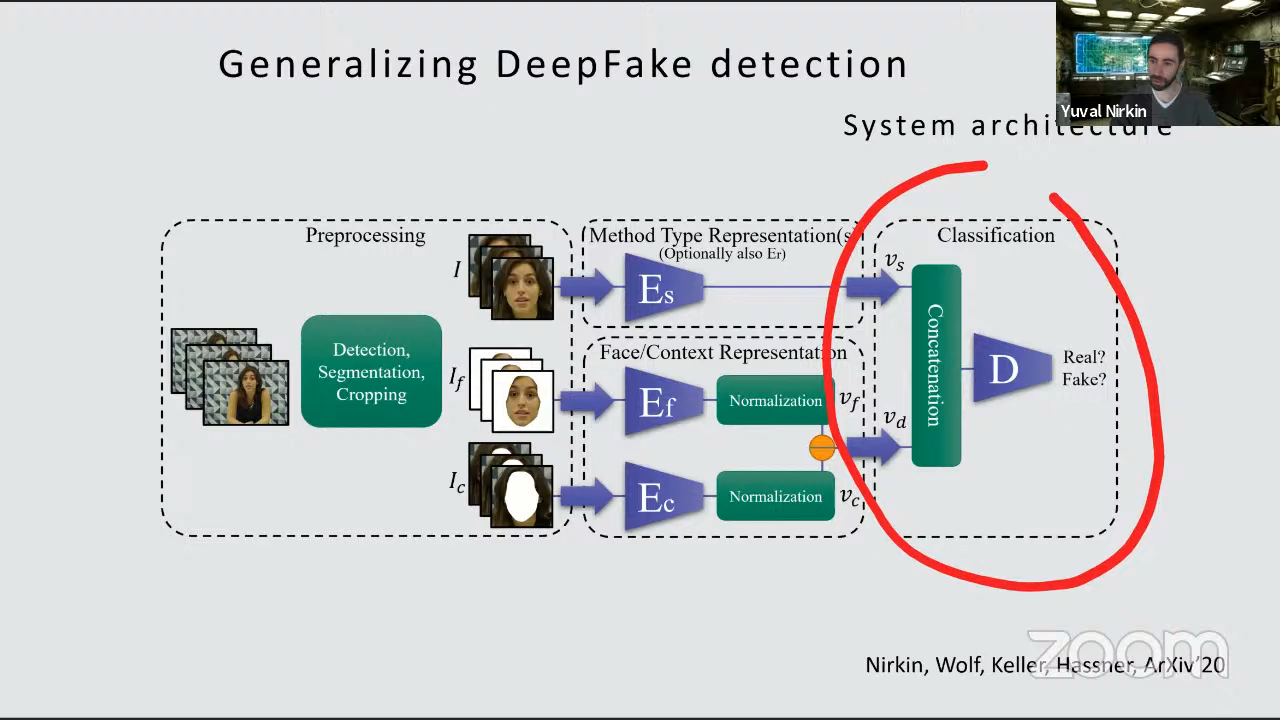 Generalizing DeepFake detection
Yuval Nirkin
System architecture
Preprocessing
Method Type Representation(s)
(Optionally also Er)
Classification
I
Es
vs
Detection,
Segmentation,
Cropping
Face/Context Representation
If
Ef
Normalization
vf
vd
Concatenation
D
Real?
Fake?
Ic
Ec
Normalization
vc
zoom
Nirkin, Wolf, Keller, Hassner, ArXiv'20